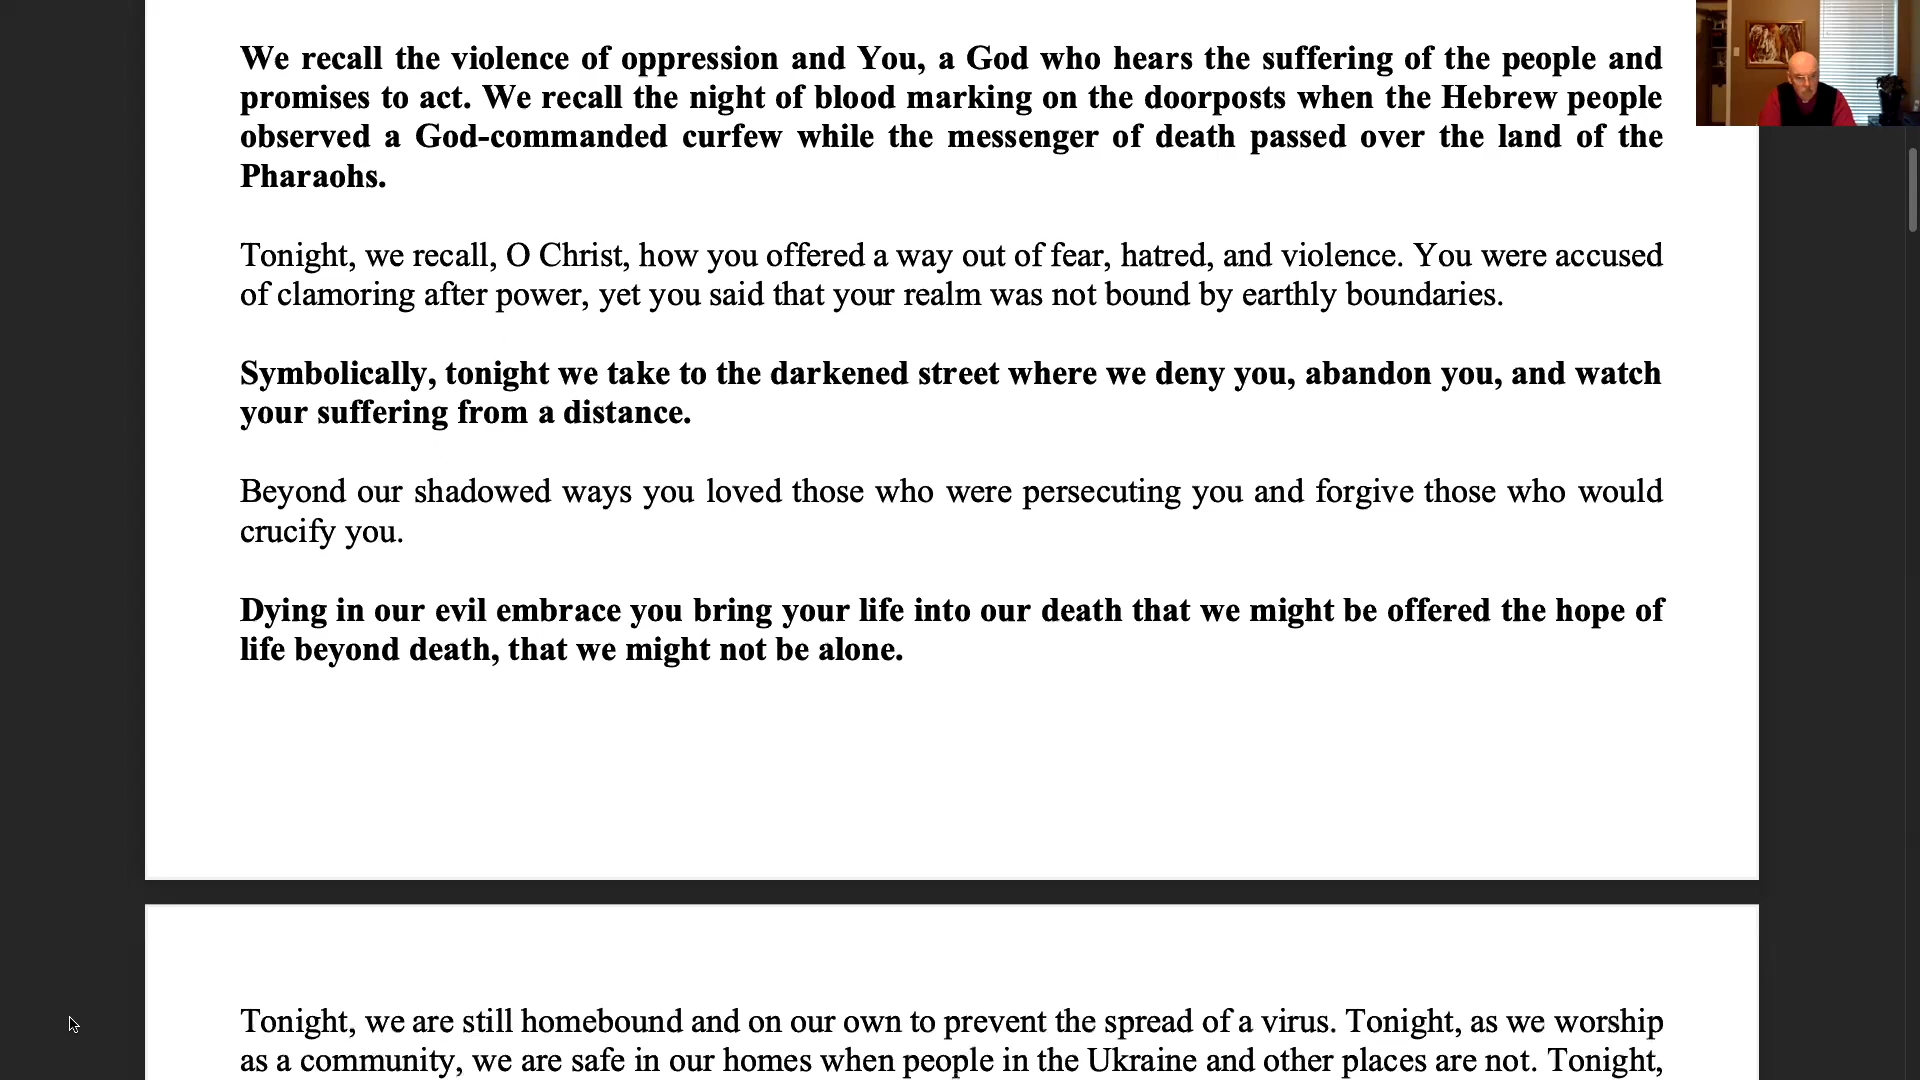 We recall the violence of oppression and You, a God who hears the suffering of the people and
promises to act. We recall the night of blood marking on the doorposts when the Hebrew people
observed a God-commanded curfew while the messenger of death passed over the land of the
Pharaohs.
Tonight, we recall, O Christ, how you offered a way out of fear, hatred, and violence. You were accused
of clamoring after power, yet you said that your realm was not bound by earthly boundaries.
Symbolically, tonight we take to the darkened street where we deny you, abandon you, and watch
your suffering from a distance.
Beyond our shadowed ways you loved those who were persecuting you and forgive those who would
crucify you.
Dying in our evil embrace you bring your life into our death that we might be offered the hope of
life beyond death, that we might not be alone.
Tonight, we are still homebound and on our own to prevent the spread of a virus. Tonight, as we worship
as a community, we are safe in our homes when people in the Ukraine and other places are not. Tonight,